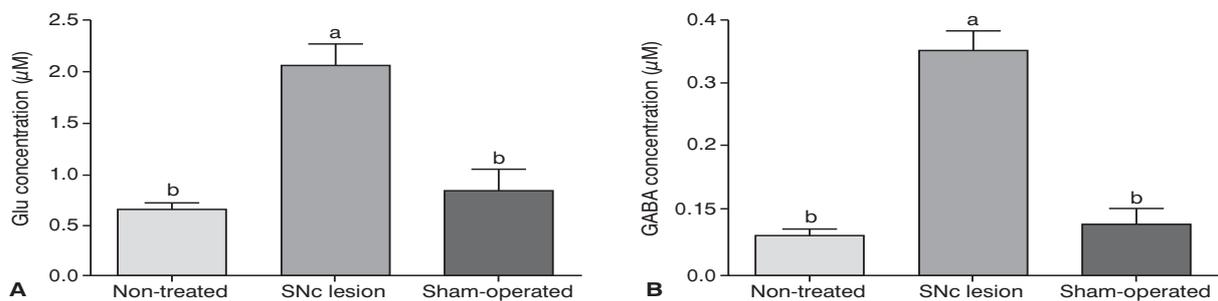 2.5
2.0
1.5
1.0
0.5
0.0
Glu concentration (µM)
b
a
b
Non-treated
SNc lesion
Sham-operated
A
0.4
0.3
0.2
0.15
0.0
GABA concentration (µM)
b
a
b
Non-treated
SNc lesion
Sham-operated
B